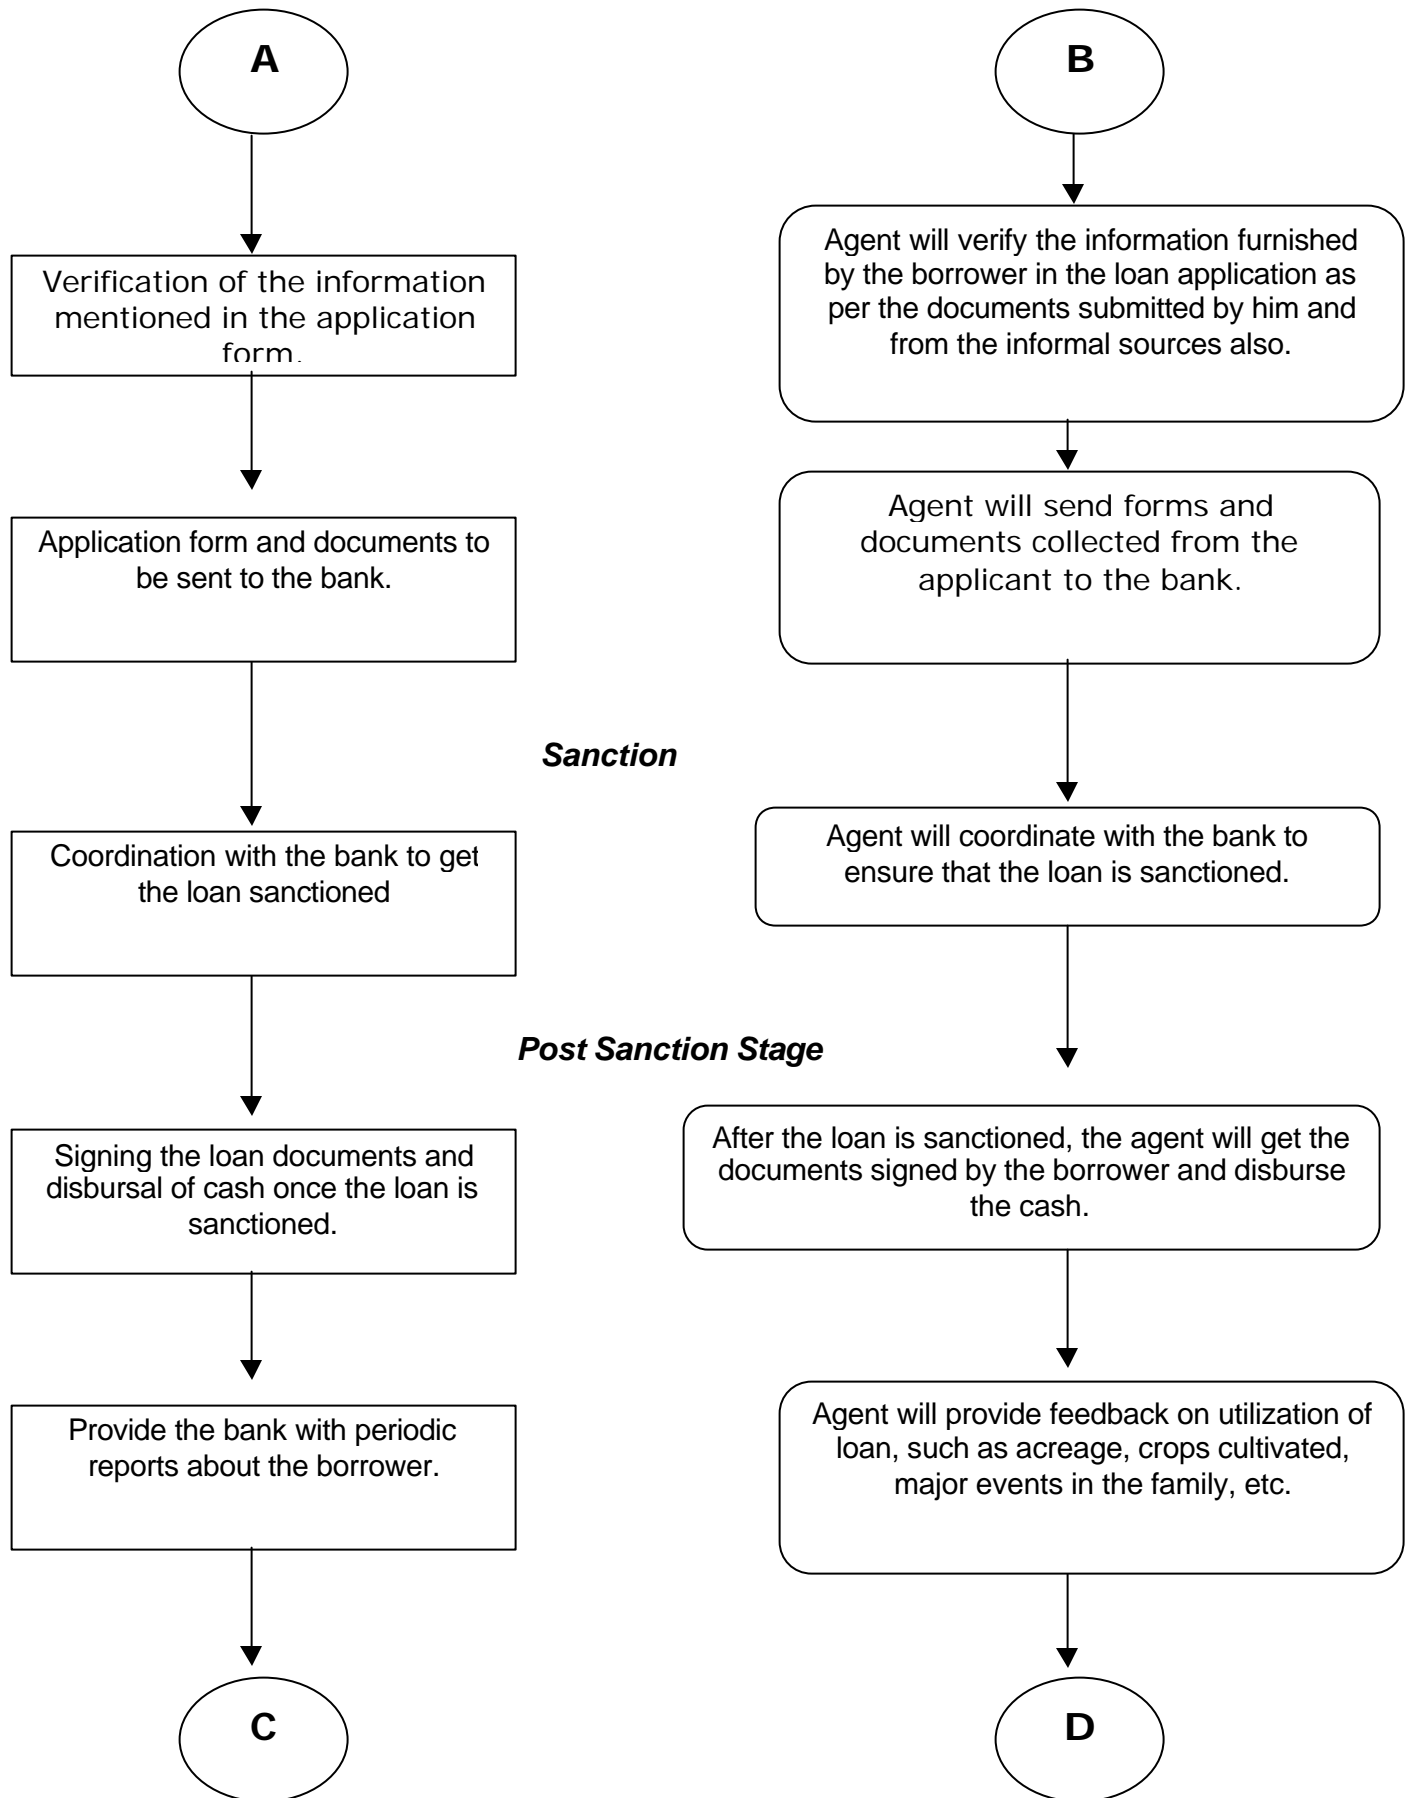 A
Verification of the information
mentioned in the application
form.
Application form and documents to
be sent to the bank.
Sanction
Coordination with the bank to get
the loan sanctioned
Post Sanction Stage
Signing the loan documents and
disbursal of cash once the loan is
sanctioned.
Provide the bank with periodic
reports about the borrower.
C
B
Agent will verify the information furnished
by the borrower in the loan application as
per the documents submitted by him and
from the informal sources also.
Agent will send forms and
documents collected from the
applicant to the bank.
Agent will coordinate with the bank to
ensure that the loan is sanctioned.
After the loan is sanctioned, the agent will get the
documents signed by the borrower and disburse
the cash.
Agent will provide feedback on utilization of
loan, such as acreage, crops cultivated,
major events in the family, etc.
D